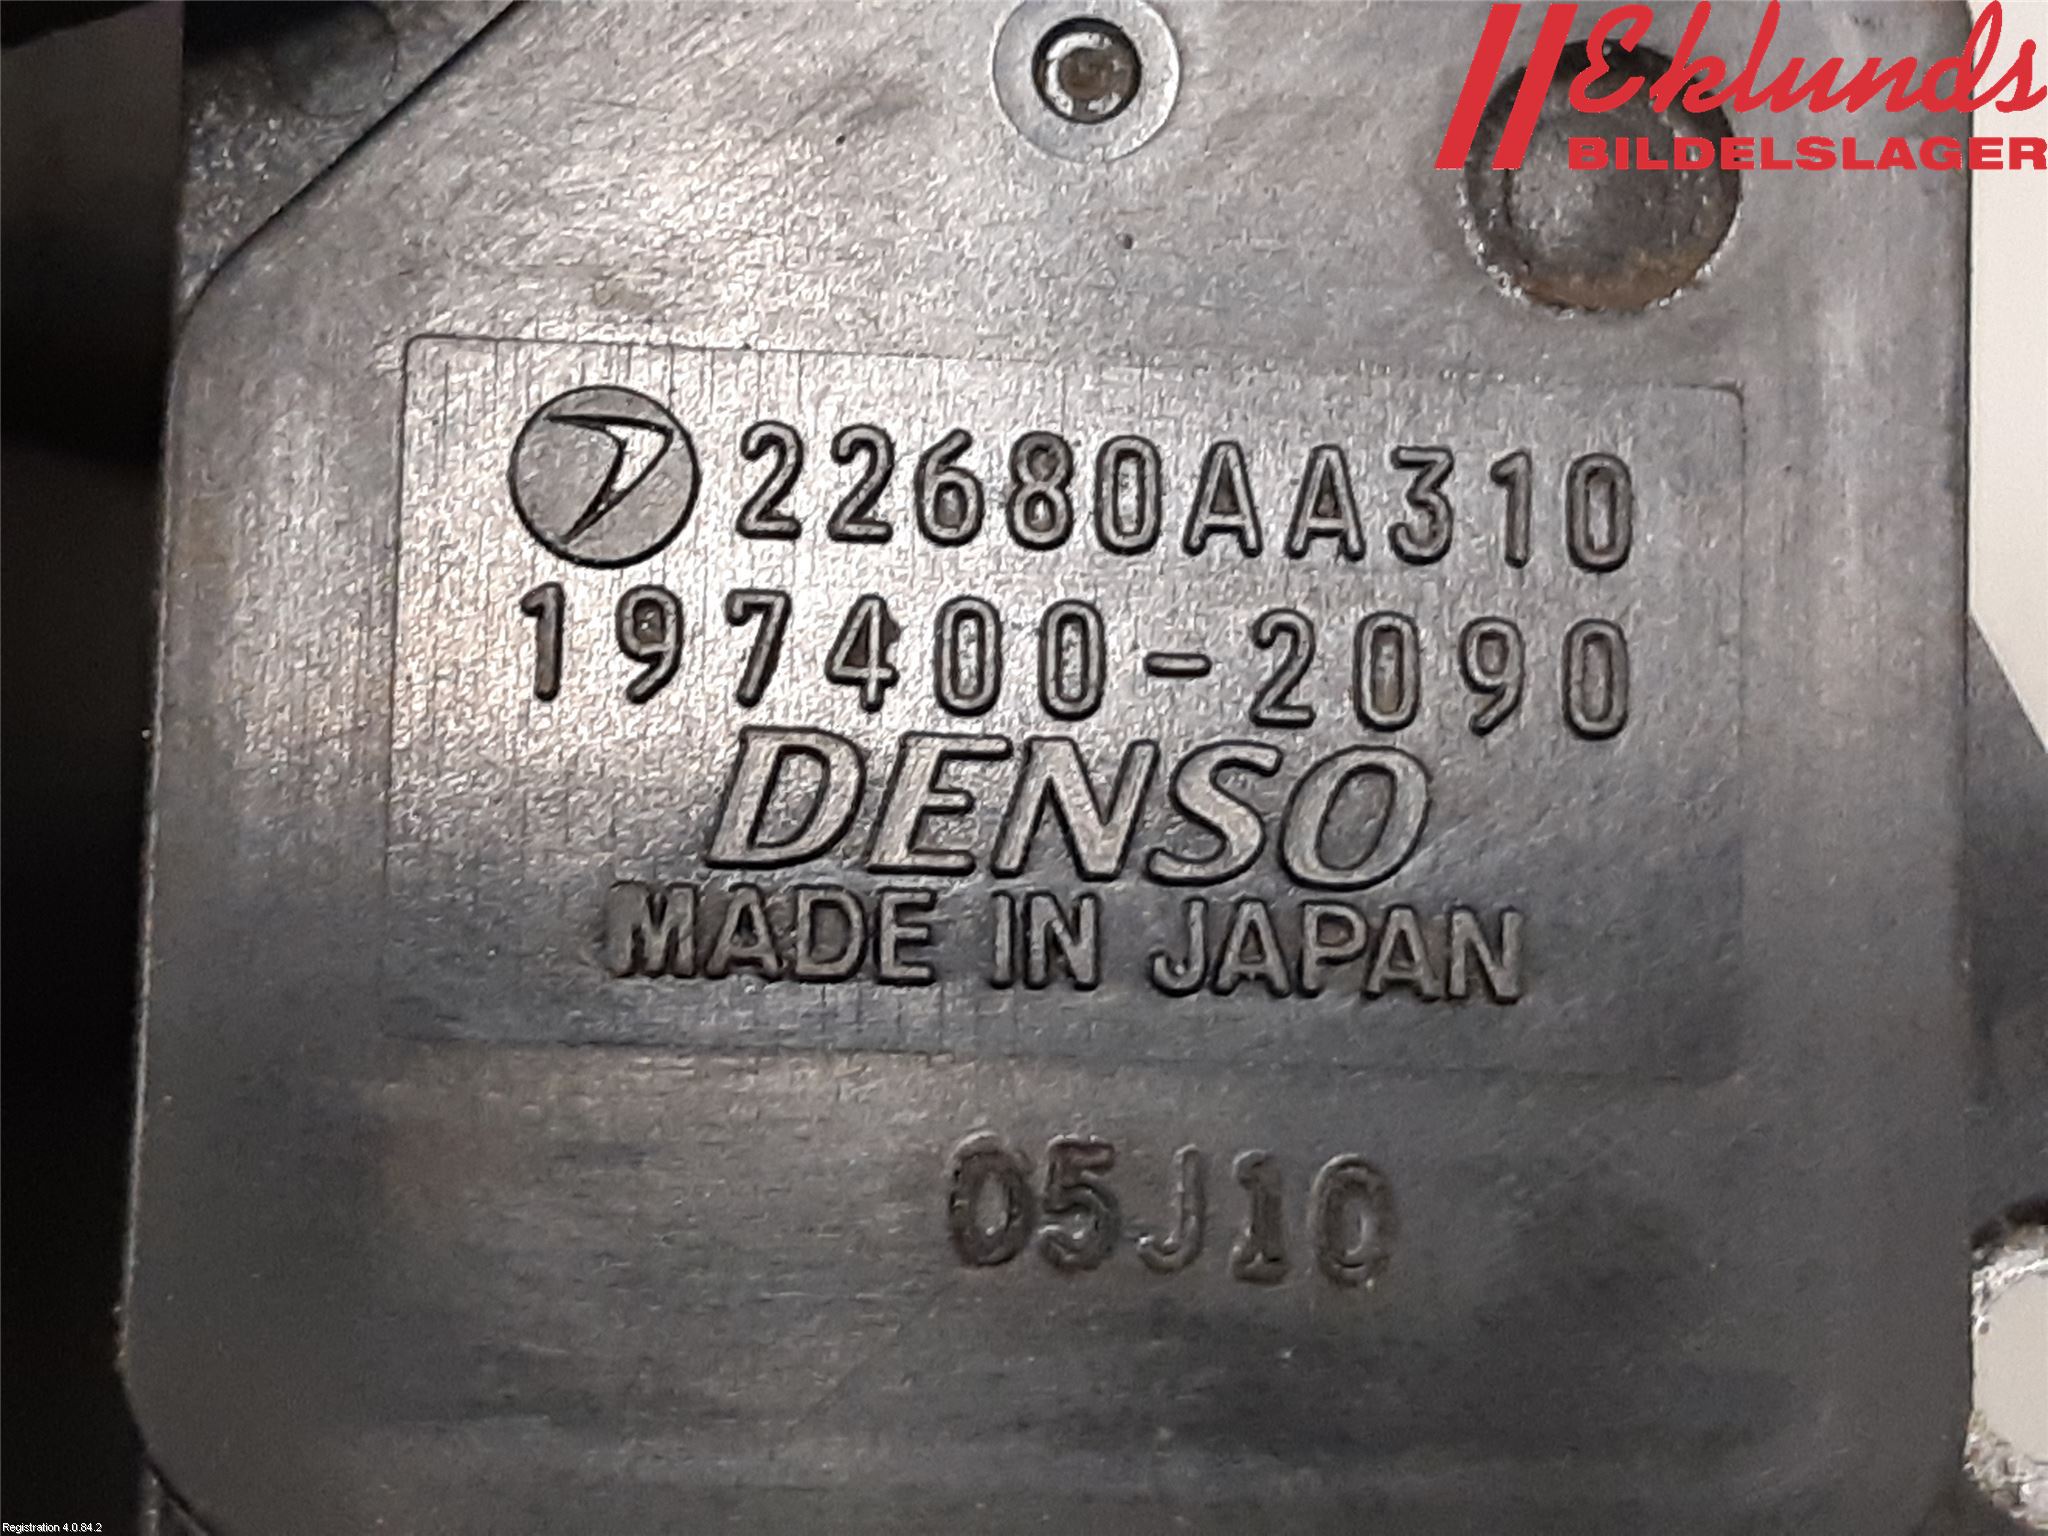 Eklunds
BILDELSLAGER
22680AA310
197400-2090
DENSO
MADE IN JAPAN
05J10
Registration 4.0.84.2